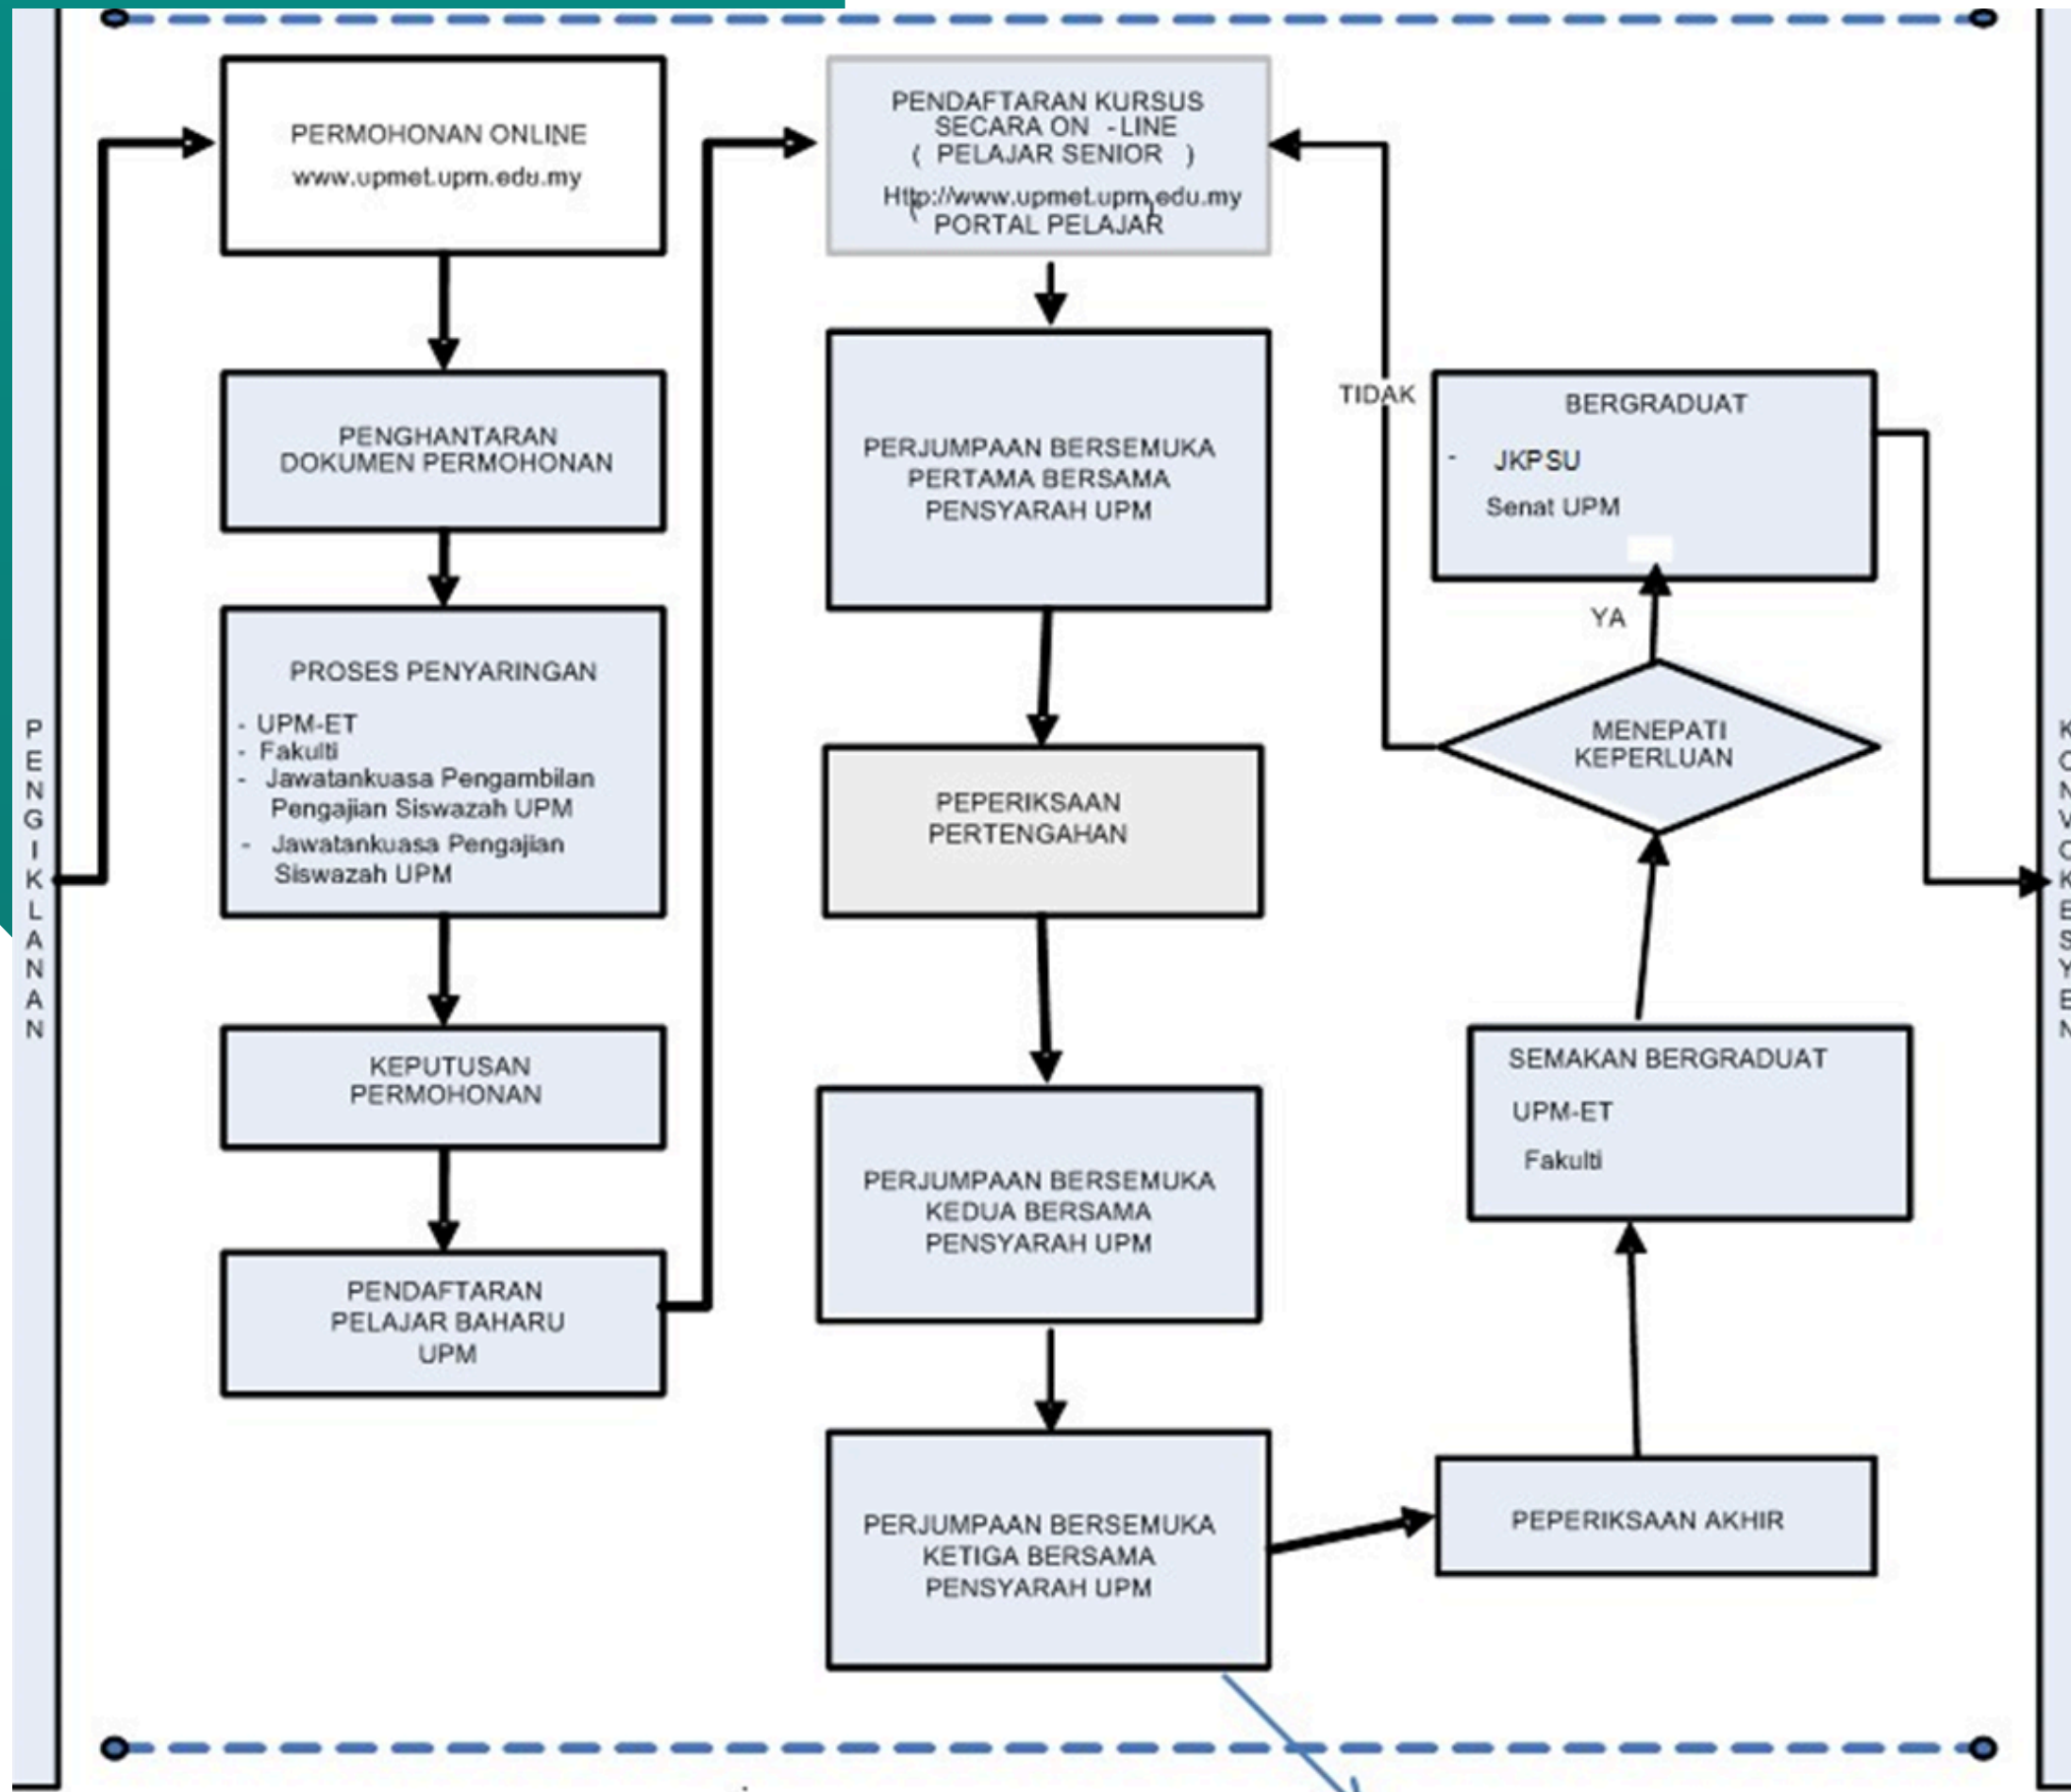 PENGIKLANAN
PERMOHONAN ONLINE
www.upmet.upm.edu.my
PENGHANTARAN
DOKUMEN PERMOHONAN
PROSES PENYARINGAN
- UPM-ET
- Fakulti
- Jawatankuasa Pengambilan
Pengajian Siswazah UPM
- Jawatankuasa Pengajian
Siswazah UPM
KEPUTUSAN
PERMOHONAN
PENDAFTARAN
PELAJAR BAHARU
UPM
PENDAFTARAN KURSUS
SECARA ON -LINE
( PELAJAR SENIOR )
Http://www.upmet.upm.edu.my
( PORTAL PELAJAR )
PERJUMPAAN BERSEMUKA
PERTAMA BERSAMA
PENSYARAH UPM
PEPERIKSAAN
PERTENGAHAN
PERJUMPAAN BERSEMUKA
KEDUA BERSAMA
PENSYARAH UPM
PERJUMPAAN BERSEMUKA
KETIGA BERSAMA
PENSYARAH UPM
PEPERIKSAAN AKHIR
SEMAKAN BERGRADUAT
UPM-ET
Fakulti
MENEPATI
KEPERLUAN
YA
TIDAK
BERGRADUAT
- JKPSU
Senat UPM
KONVOKESYEN